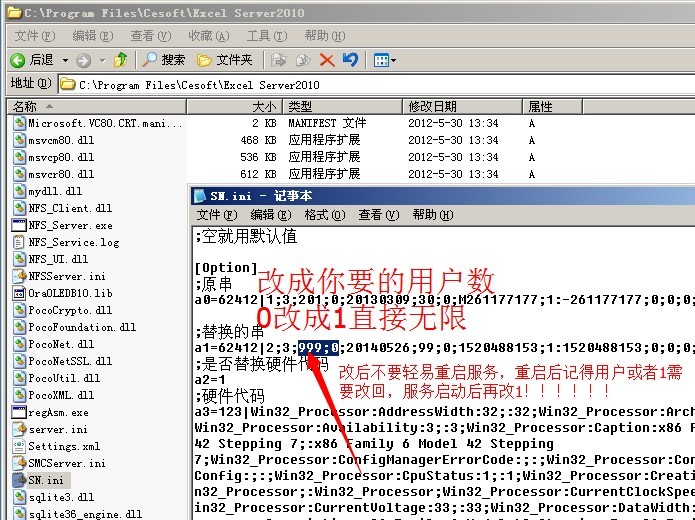 C:\Program Files\Cesoft\Excel Server2010
文件(F) 编辑(E) 查看(V) 收藏(A) 工具(T) 帮助(H)
后退 搜索 文件夹
地址(D) C:\Program Files\Cesoft\Excel Server2010
名称 大小 类型 修改日期 属性
Microsoft.VC80.CRT.mani... 2 KB MANIFEST 文件 2012-5-30 13:34 A
msvcm80.dll 468 KB 应用程序扩展 2012-5-30 13:34 A
msvcp80.dll 536 KB 应用程序扩展 2012-5-30 13:34 A
msvcr80.dll 612 KB 应用程序扩展 2012-5-30 13:34 A
mydll.dll
NFS_Client.dll
NFS_Server.exe
NFS_Service.log
NFS_UI.dll
NFSServer.ini
OraOLEDB10.lib
PocoCrypto.dll
PocoFoundation.dll
PocoNet.dll
PocoNetSSL.dll
PocoUtil.dll
PocoXML.dll
regAsm.exe
server.ini
Settings.xml
SMCServer.ini
SN.ini
sqlite3.dll
sqlite36_engine.dll
SN.ini - 记事本
文件(F) 编辑(E) 格式(O) 查看(V) 帮助(H)
;空就用默认值
[Option]
;原串
改成你要的用户数
a0=62412|1;3;201;0;20130309;30;0;M261177177;1:-261177177;0;0;0;
0改成1直接无限
;替换的串
a1=62412|2;3;999;0;20140526;99;0;1520488153;1:-1520488153;0;0;0
;是否替换硬件代码
改后不要轻易重启服务，重启后记得用户或者1需
a2=1
要改回，服务启动后再改1！！！！！！
;硬件代码
a3=123|Win32_Processor:AddressWidth:32;:32;Win32_Processor:Arch
Win32_Processor:Availability:3;:3;Win32_Processor:Caption:x86 F
42 Stepping 7;:x86 Family 6 Model 42 Stepping
7;Win32_Processor:ConfigManagerErrorCode:;:;Win32_Processor:Con
Config:;:;Win32_Processor:CpuStatus:1;:1;Win32_Processor:Creati
n32_Processor:;:Win32_Processor;Win32_Processor:CurrentClockSpe
Win32_Processor:CurrentVoltage:33;:33;Win32_Processor:DataWidth